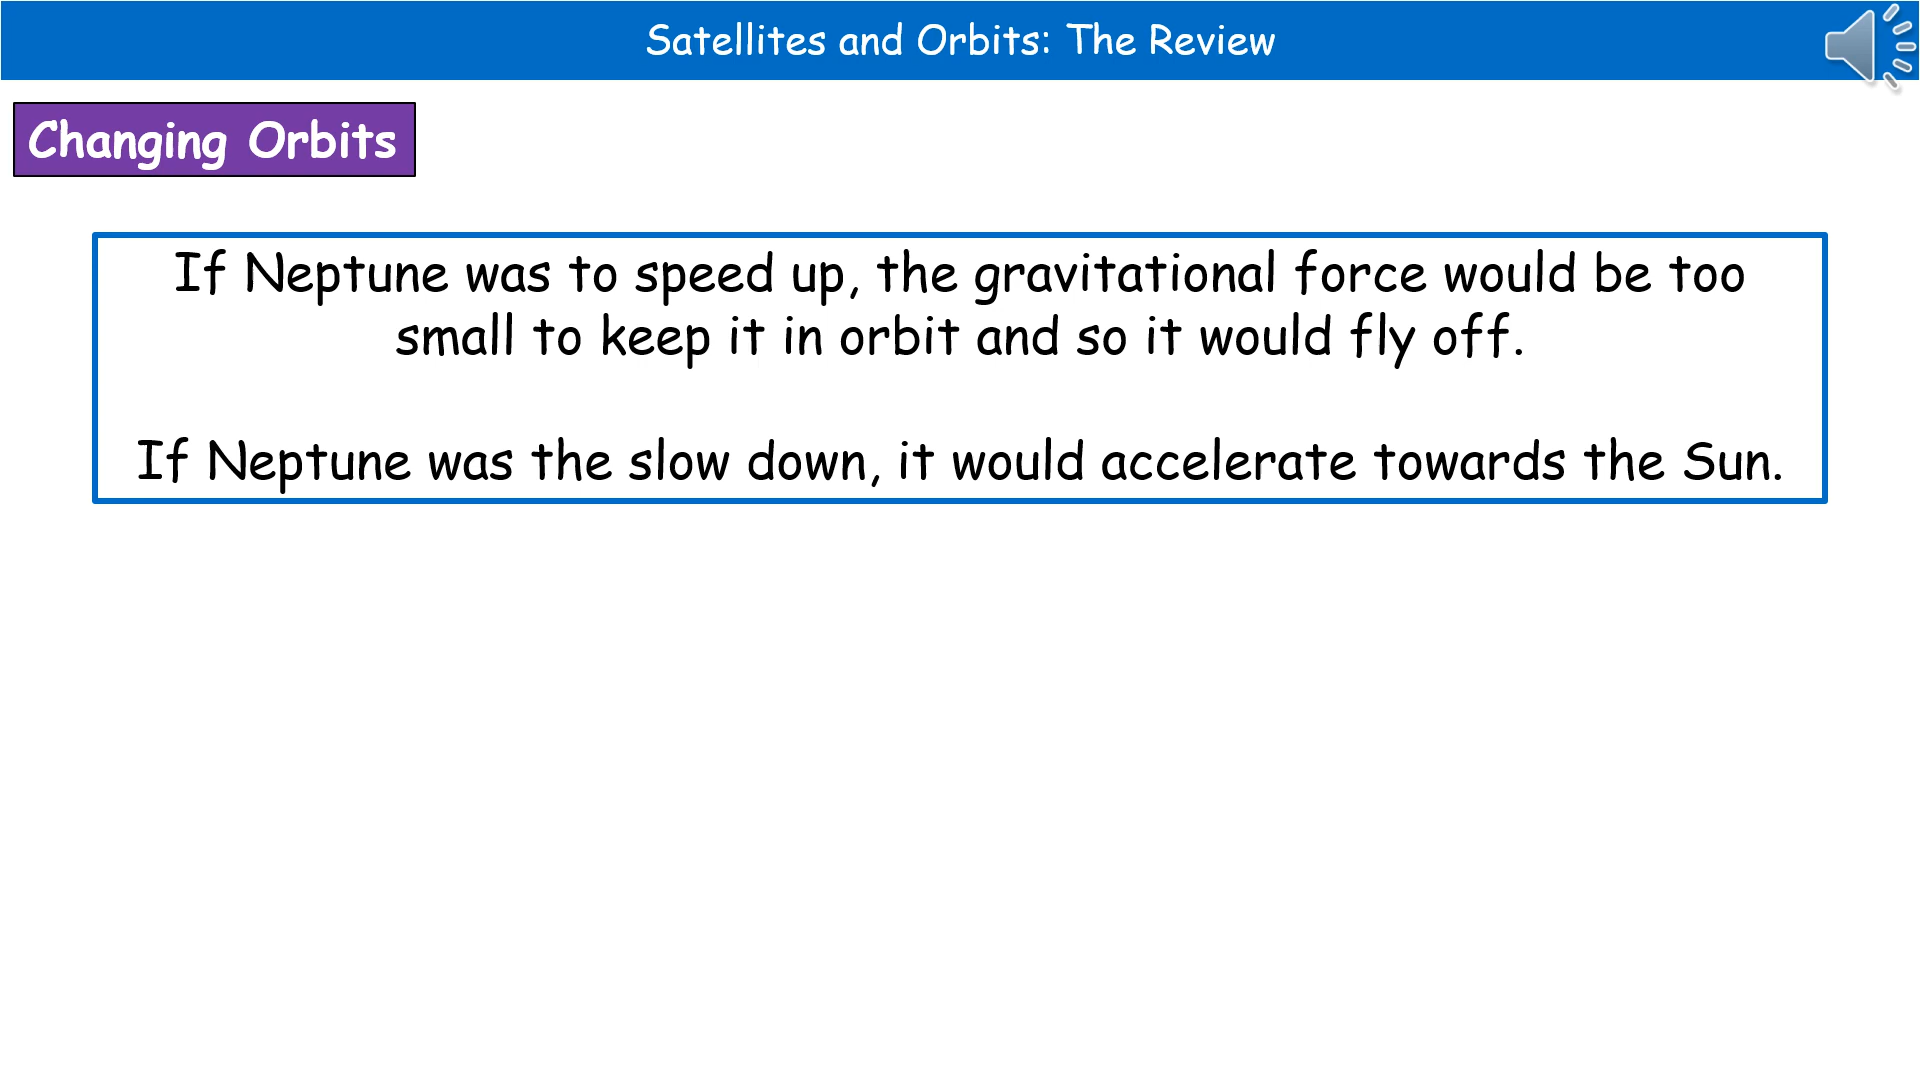 Satellites and Orbits: The Review
Changing Orbits
If Neptune was to speed up, the gravitational force would be too
small to keep it in orbit and so it would fly off.
If Neptune was the slow down, it would accelerate towards the Sun.